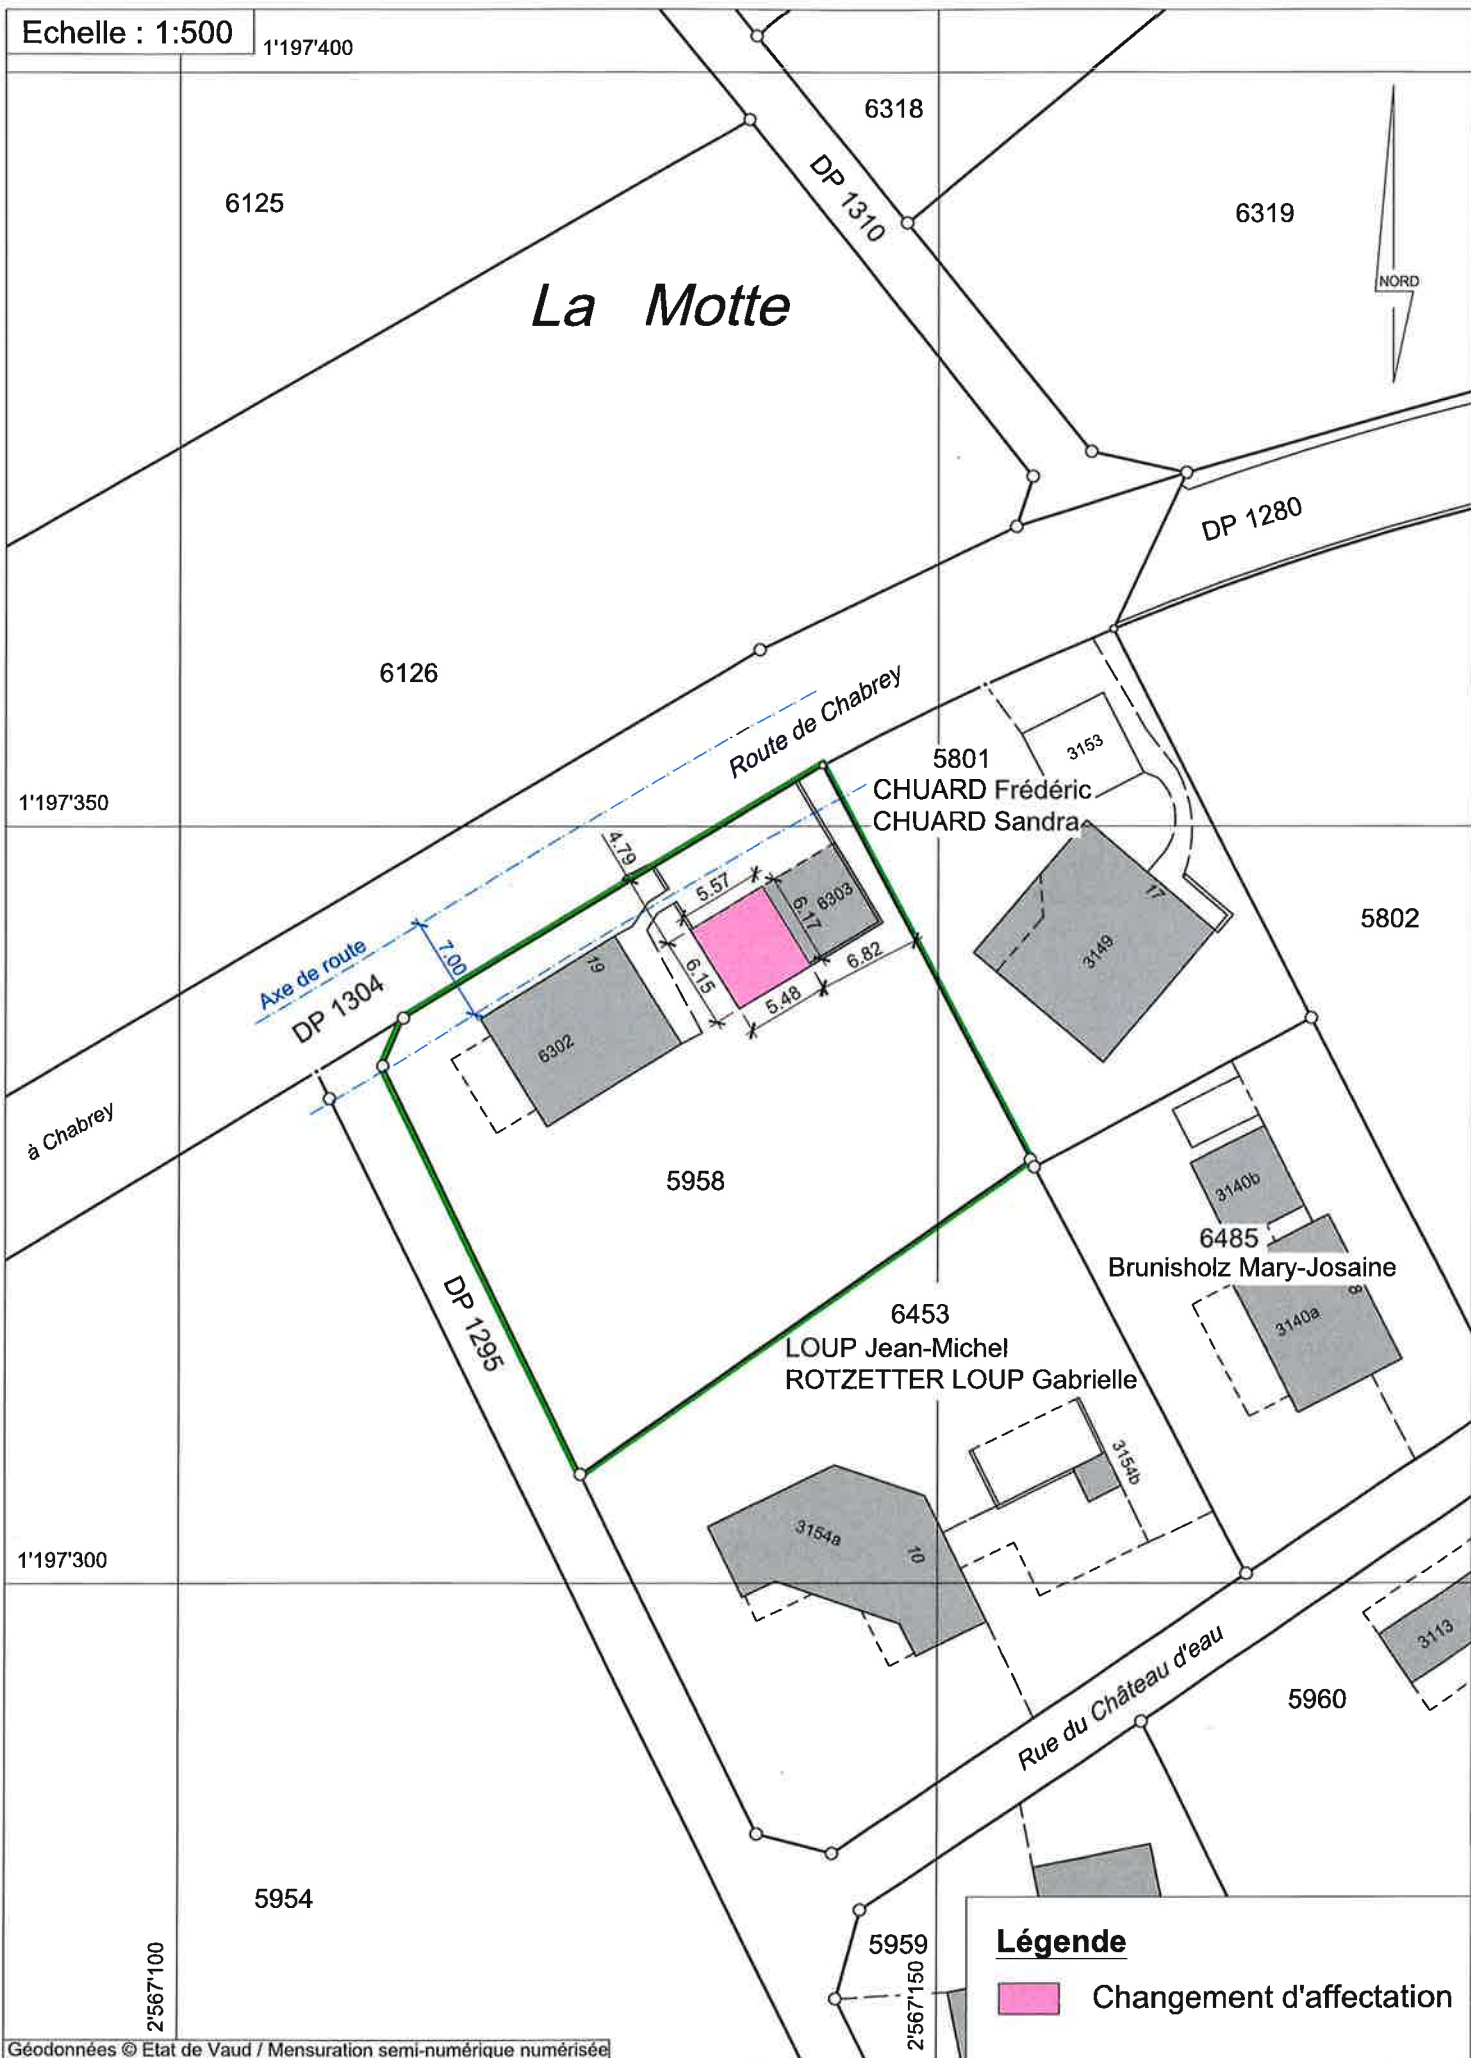 Echelle : 1:500
1'197'400
6318
6125
DP 1310
6319
NORD
La Motte
DP 1280
6126
Route de Chabrey
5801
3153
CHUARD Frédéric
CHUARD Sandra
1'197'350
4.79
5.57
6303
6.17
17
5802
6.82
3149
7.00
19
6.15
5.48
Axe de route
DP 1304
6302
à Chabrey
5958
3140b
6485
Brunisholz Mary-Josaine
8
3140a
DP 1295
6453
LOUP Jean-Michel
ROTZETTER LOUP Gabrielle
3154b
3154a
10
1'197'300
3113
Rue du Château d'eau
5960
5954
5959
Légende
Changement d'affectation
2'567'100
2'567'150
Géodonnées © Etat de Vaud / Mensuration semi-numérique numérisée